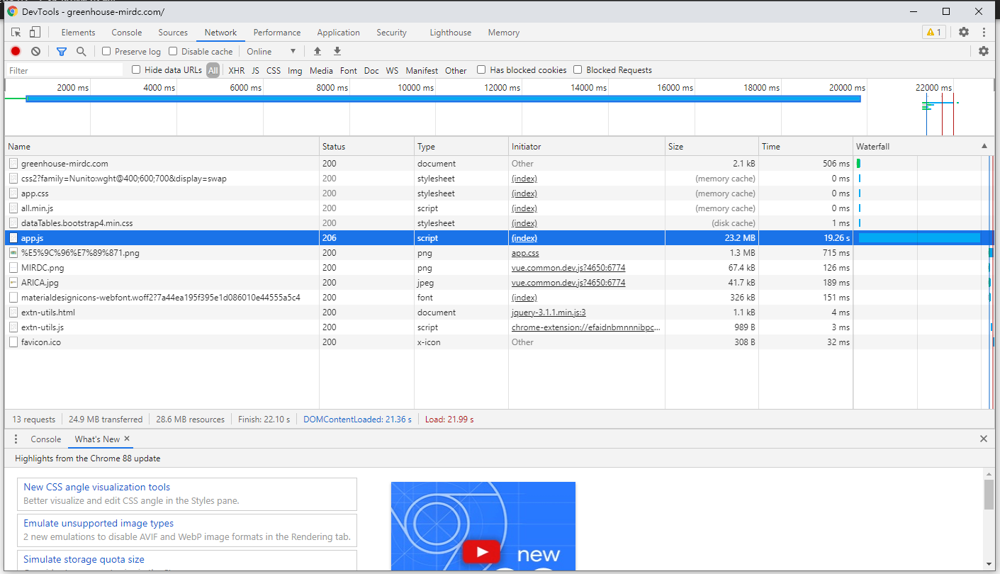 DevTools - greenhouse-mirdc.com/
Elements Console Sources Network Performance Application Security Lighthouse Memory 1
Preserve log Disable cache Online
Filter Hide data URLs All XHR JS CSS Img Media Font Doc WS Manifest Other Has blocked cookies Blocked Requests
2000 ms 4000 ms 6000 ms 8000 ms 10000 ms 12000 ms 14000 ms 16000 ms 18000 ms 20000 ms 22000 ms
Name Status Type Initiator Size Time Waterfall
greenhouse-mirdc.com 200 document Other 2.1 kB 506 ms
css2?family=Nunito:wght@400;600;700&display=swap 200 stylesheet (index) (memory cache) 0 ms
app.css 200 stylesheet (index) (memory cache) 0 ms
all.min.js 200 script (index) (memory cache) 0 ms
dataTables.bootstrap4.min.css 200 stylesheet (index) (disk cache) 1 ms
app.js 206 script (index) 23.2 MB 19.26 s
%E5%9C%96%E7%89%871.png 200 png app.css 1.3 MB 715 ms
MIRDC.png 200 png vue.common.dev.js?4650:6774 67.4 kB 126 ms
ARICA.jpg 200 jpeg vue.common.dev.js?4650:6774 41.7 kB 189 ms
materialdesignicons-webfont.woff2?7a44ea195f395e1d086010e44555a5c4 200 font (index) 326 kB 151 ms
extn-utils.html 200 document jquery-3.1.1.min.js:3 1.1 kB 4 ms
extn-utils.js 200 script chrome-extension://efaidnbmnnnibpc... 989 B 3 ms
favicon.ico 200 x-icon Other 308 B 32 ms
13 requests 24.9 MB transferred 28.6 MB resources Finish: 22.10 s DOMContentLoaded: 21.36 s Load: 21.99 s
Console What's New
Highlights from the Chrome 88 update
New CSS angle visualization tools
Better visualize and edit CSS angle in the Styles pane.
Emulate unsupported image types
2 new emulations to disable AVIF and WebP image formats in the Rendering tab.
Simulate storage quota size
new